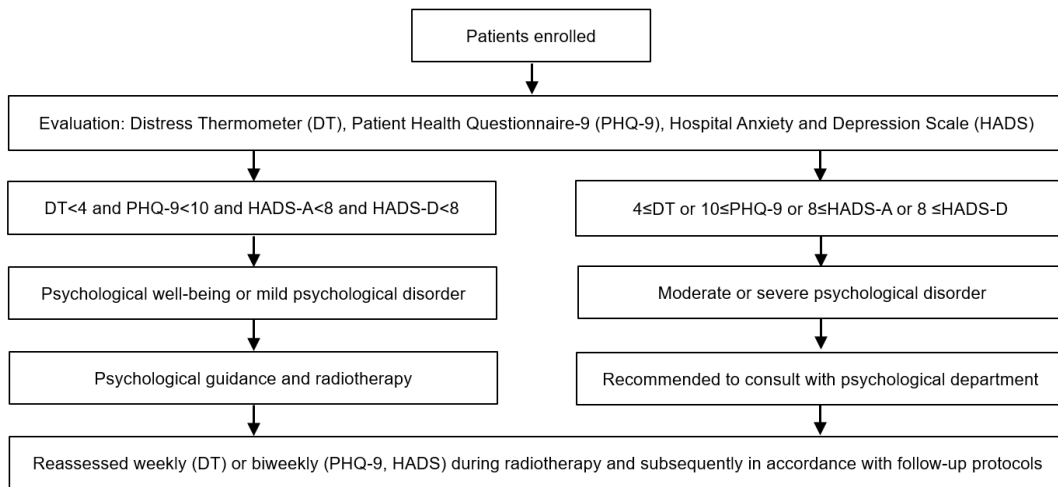 Patients enrolled
Evaluation: Distress Thermometer (DT), Patient Health Questionnaire-9 (PHQ-9), Hospital Anxiety and Depression Scale (HADS)
DT<4 and PHQ-9<10 and HADS-A<8 and HADS-D<8
4≤DT or 10≤PHQ-9 or 8≤HADS-A or 8 ≤HADS-D
Psychological well-being or mild psychological disorder
Moderate or severe psychological disorder
Psychological guidance and radiotherapy
Recommended to consult with psychological department
Reassessed weekly (DT) or biweekly (PHQ-9, HADS) during radiotherapy and subsequently in accordance with follow-up protocols